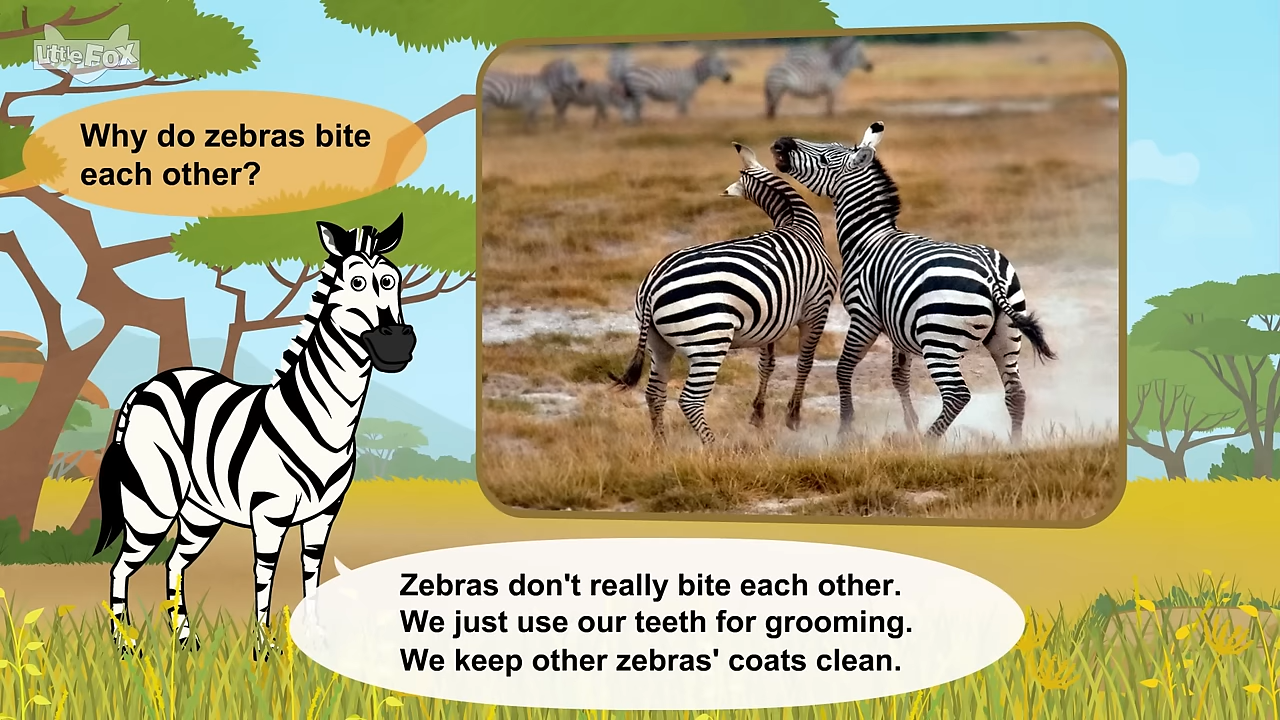 Little Fox
Why do zebras bite
each other?
Zebras don't really bite each other.
We just use our teeth for grooming.
We keep other zebras' coats clean.